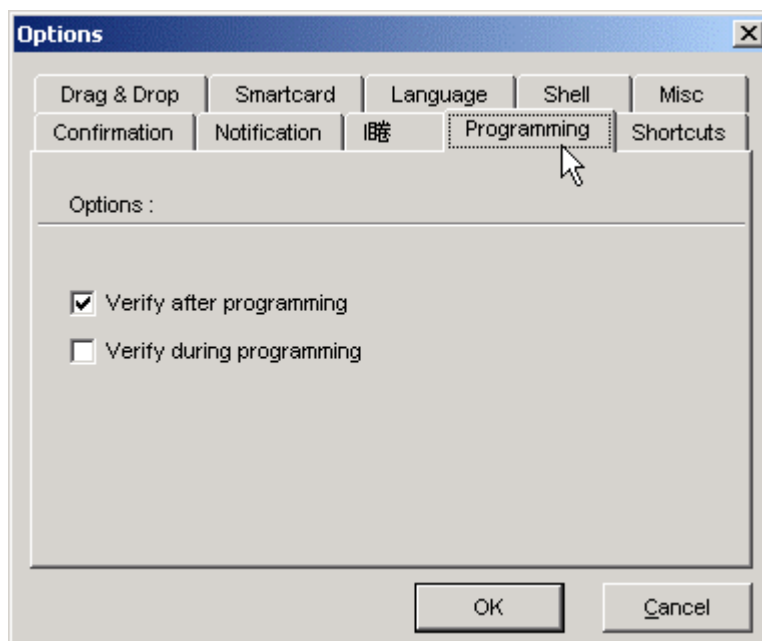 Options
Drag & Drop Smartcard Language Shell Misc
Confirmation Notification Programming Shortcuts
Options :
Verify after programming
Verify during programming
OK Cancel